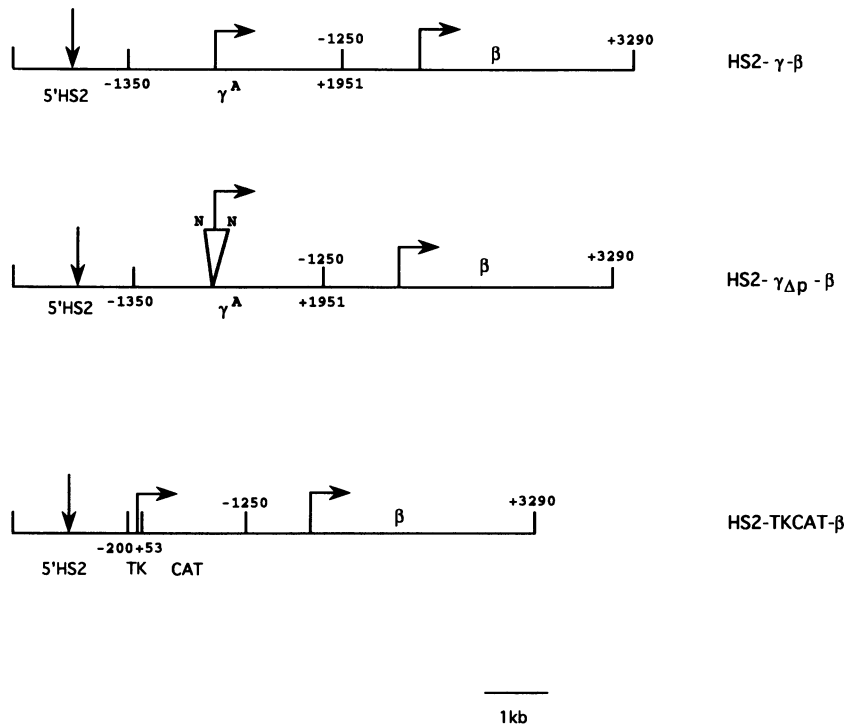 -1250 β +3290
HS2- γ -β
5'HS2 -1350 γᴬ +1951
N N
-1250 β +3290
HS2- γΔp - β
5'HS2 -1350 γᴬ +1951
-1250 β +3290
HS2-TKCAT-β
-200+53
5'HS2 TK CAT
1kb